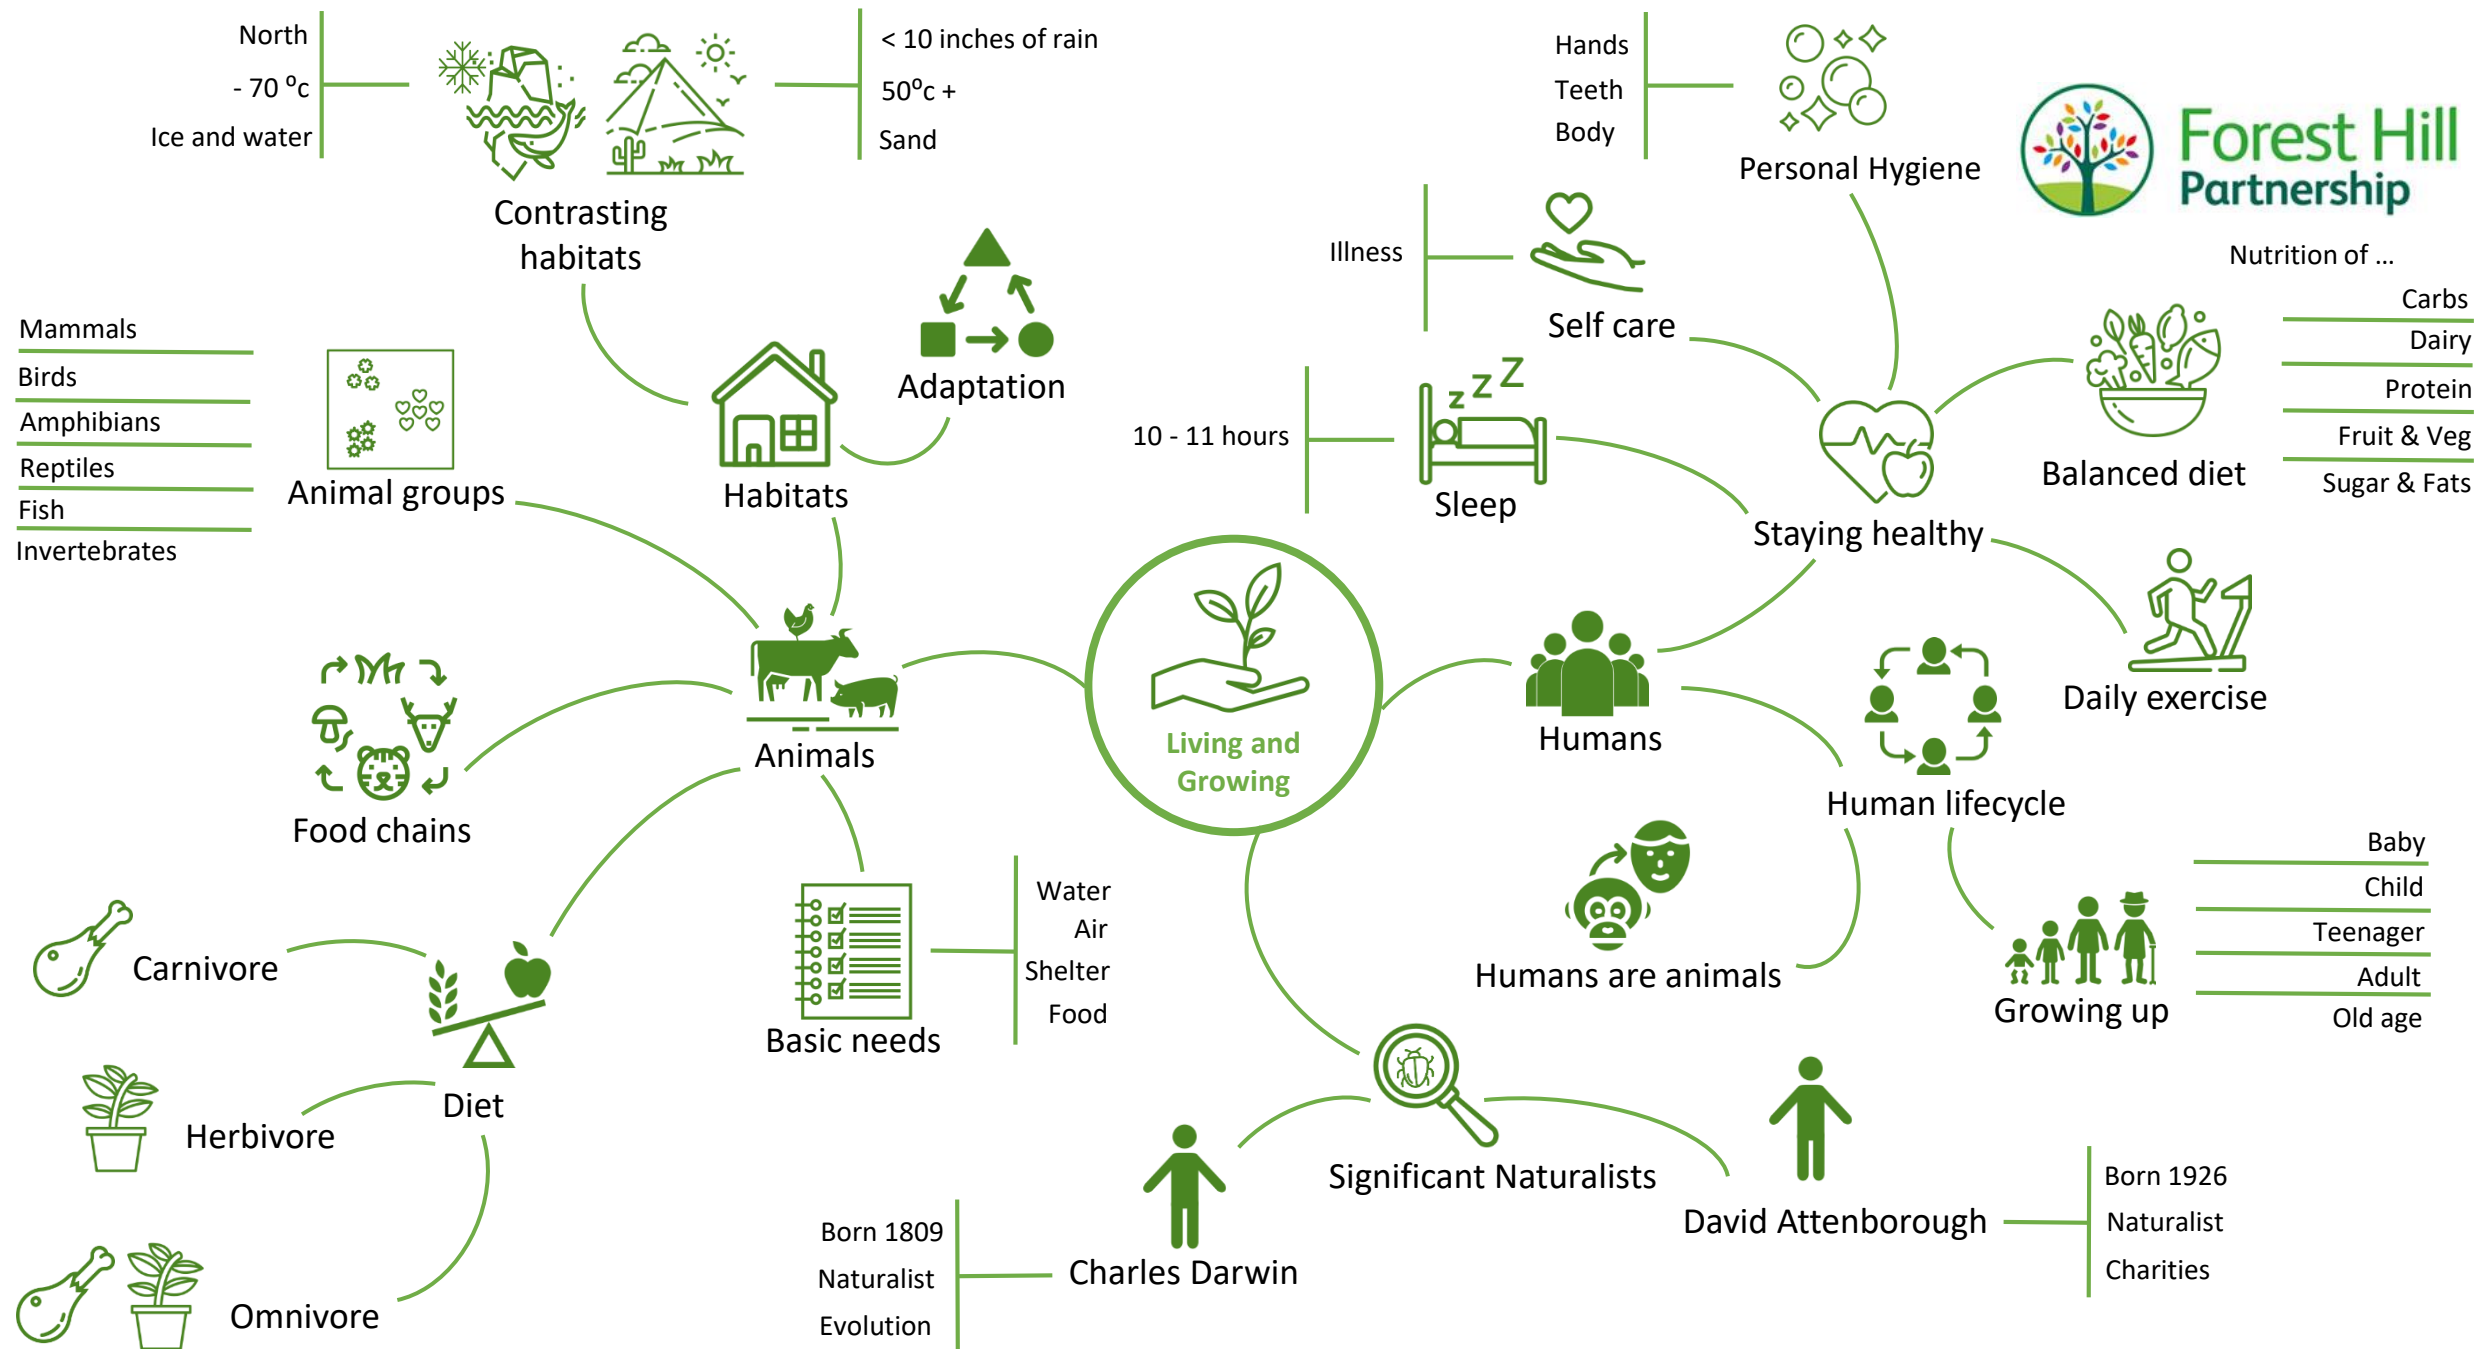 North
- 70 ⁰c
Ice and water
< 10 inches of rain
50⁰c +
Sand
Contrasting
habitats
Adaptation
Habitats
Mammals
Birds
Amphibians
Reptiles
Fish
Invertebrates
Animal groups
Food chains
Animals
Carnivore
Herbivore
Omnivore
Diet
Basic needs
Water
Air
Shelter
Food
Living and
Growing
Hands
Teeth
Body
Personal Hygiene
Forest Hill
Partnership
Illness
Self care
10 - 11 hours
z z Z
Sleep
Staying healthy
Nutrition of ...
Carbs
Dairy
Protein
Fruit & Veg
Sugar & Fats
Balanced diet
Daily exercise
Humans
Human lifecycle
Humans are animals
Growing up
Baby
Child
Teenager
Adult
Old age
Significant Naturalists
Charles Darwin
Born 1809
Naturalist
Evolution
David Attenborough
Born 1926
Naturalist
Charities